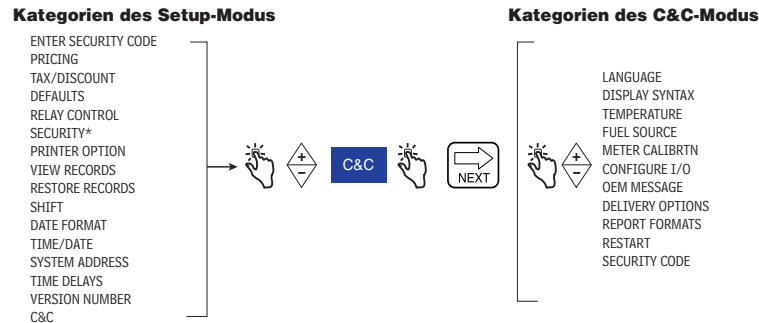 Kategorien des Setup-Modus
ENTER SECURITY CODE
PRICING
TAX/DISCOUNT
DEFAULTS
RELAY CONTROL
SECURITY*
PRINTER OPTION
VIEW RECORDS
RESTORE RECORDS
SHIFT
DATE FORMAT
TIME/DATE
SYSTEM ADDRESS
TIME DELAYS
VERSION NUMBER
C&C
+
–
C&C
NEXT
+
–
Kategorien des C&C-Modus
LANGUAGE
DISPLAY SYNTAX
TEMPERATURE
FUEL SOURCE
METER CALIBRTN
CONFIGURE I/O
OEM MESSAGE
DELIVERY OPTIONS
REPORT FORMATS
RESTART
SECURITY CODE